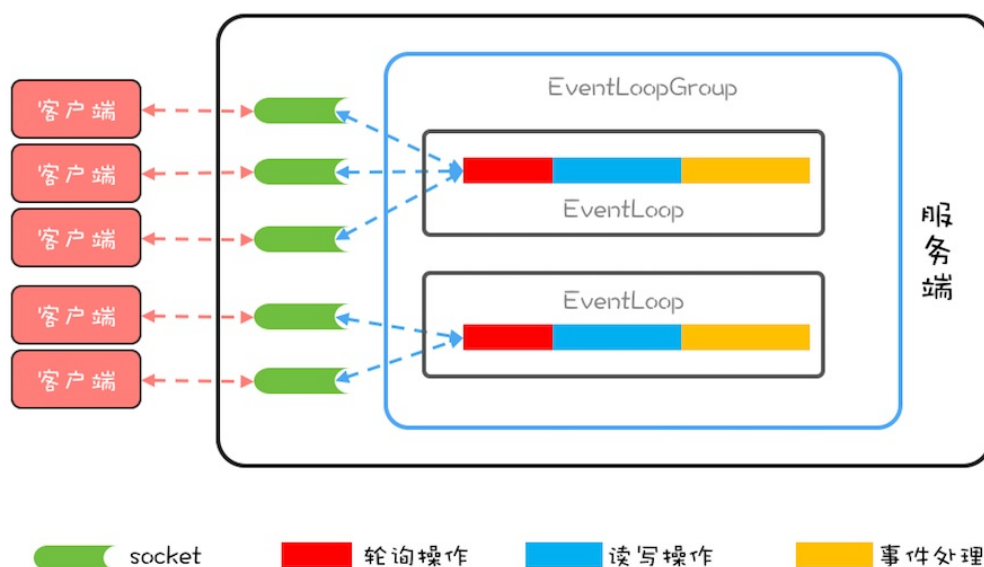 客户端
客户端
客户端
客户端
客户端
EventLoopGroup
EventLoop
EventLoop
服务端
socket
轮询操作
读写操作
事件处理